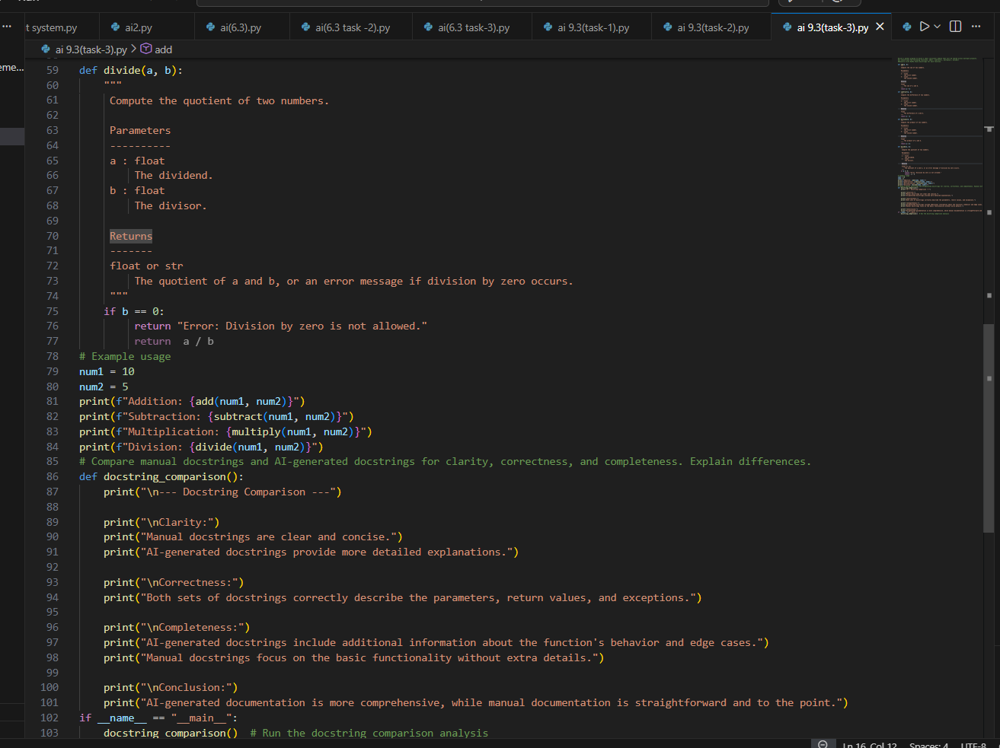 t system.py ai2.py ai(6.3).py ai(6.3 task -2).py ai(6.3 task-3).py ai 9.3(task-1).py ai 9.3(task-2).py ai 9.3(task-3).py
ai 9.3(task-3).py > add
eme...
59 def divide(a, b):
60 """
61 Compute the quotient of two numbers.
62
63 Parameters
64 ----------
65 a : float
66 The dividend.
67 b : float
68 The divisor.
69
70 Returns
71 -------
72 float or str
73 The quotient of a and b, or an error message if division by zero occurs.
74 """
75 if b == 0:
76 return "Error: Division by zero is not allowed."
77 return  a / b
78 # Example usage
79 num1 = 10
80 num2 = 5
81 print(f"Addition: {add(num1, num2)}")
82 print(f"Subtraction: {subtract(num1, num2)}")
83 print(f"Multiplication: {multiply(num1, num2)}")
84 print(f"Division: {divide(num1, num2)}")
85 # Compare manual docstrings and AI-generated docstrings for clarity, correctness, and completeness. Explain differences.
86 def docstring_comparison():
87 print("\n--- Docstring Comparison ---")
88
89 print("\nClarity:")
90 print("Manual docstrings are clear and concise.")
91 print("AI-generated docstrings provide more detailed explanations.")
92
93 print("\nCorrectness:")
94 print("Both sets of docstrings correctly describe the parameters, return values, and exceptions.")
95
96 print("\nCompleteness:")
97 print("AI-generated docstrings include additional information about the function's behavior and edge cases.")
98 print("Manual docstrings focus on the basic functionality without extra details.")
99
100 print("\nConclusion:")
101 print("AI-generated documentation is more comprehensive, while manual documentation is straightforward and to the point.")
102 if __name__ == "__main__":
103 docstring_comparison()  # Run the docstring comparison analysis
Ln 16, Col 12 Spaces: 4 UTF-8